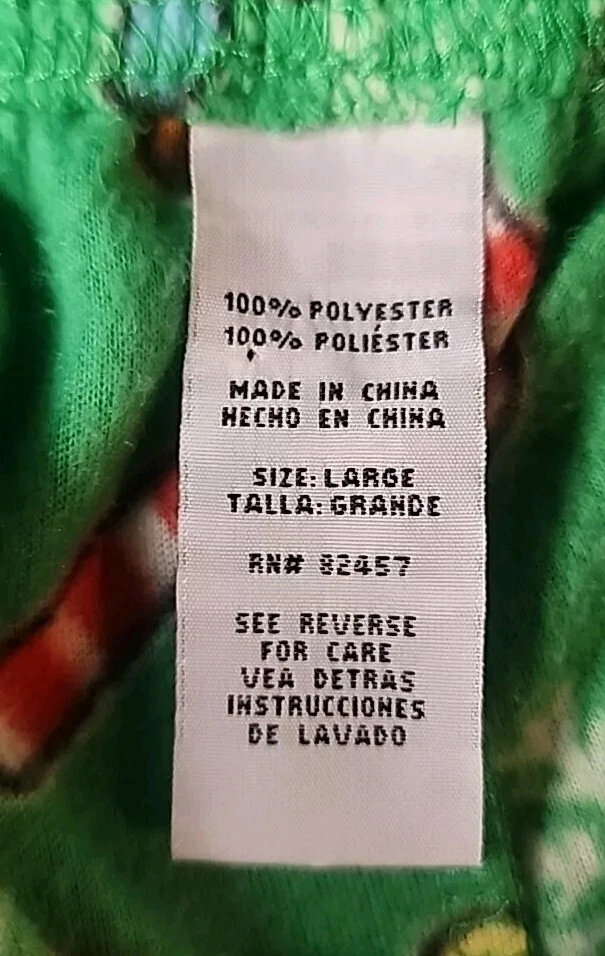 100% POLYESTER
100% POLIÉSTER
MADE IN CHINA
HECHO EN CHINA
SIZE: LARGE
TALLA: GRANDE
RN# 82457
SEE REVERSE
FOR CARE
VEA DETRAS
INSTRUCCIONES
DE LAVADO